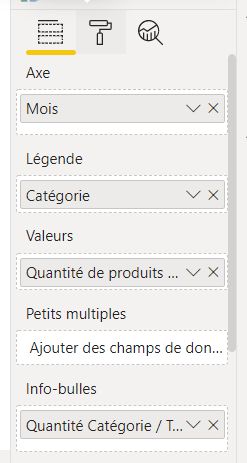 Axe
Mois
Légende
Catégorie
Valeurs
Quantité de produits ...
Petits multiples
Ajouter des champs de don...
Info-bulles
Quantité Catégorie / T...